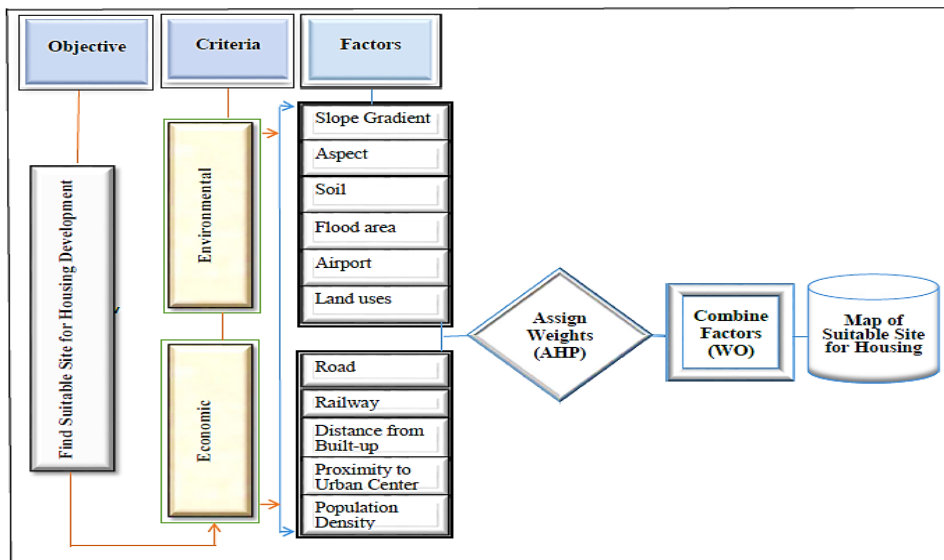 Objective
Criteria
Factors
Find Suitable Site for Housing Development
Environmental
Economic
Slope Gradient
Aspect
Soil
Flood area
Airport
Land uses
Road
Railway
Distance from
Built-up
Proximity to
Urban Center
Population
Density
Assign
Weights
(AHP)
Combine
Factors
(WO)
Map of
Suitable Site
for Housing